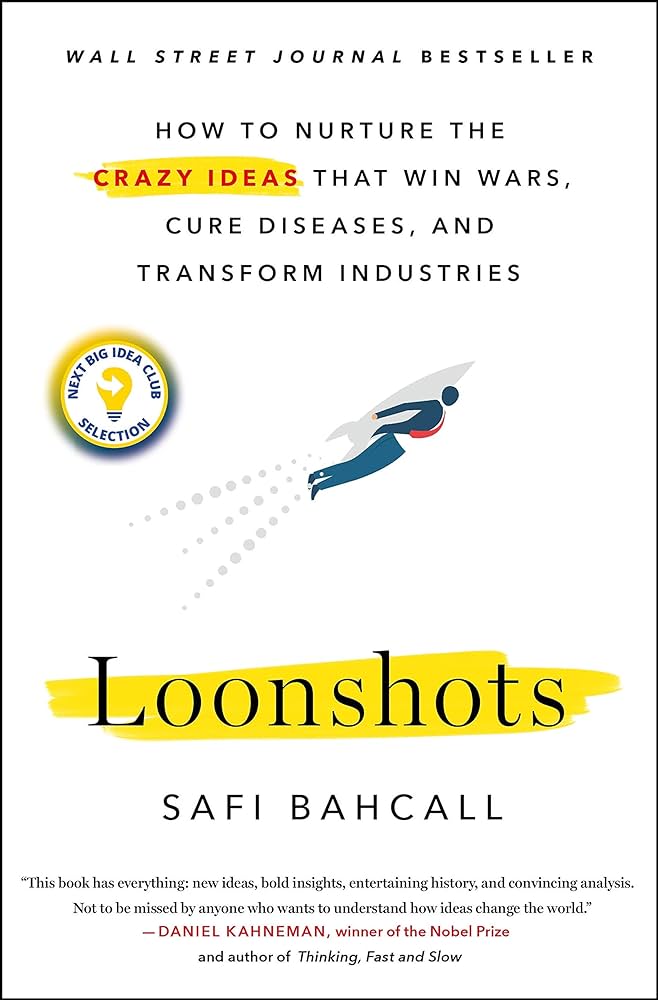 WALL STREET JOURNAL BESTSELLER
HOW TO NURTURE THE
CRAZY IDEAS THAT WIN WARS,
CURE DISEASES, AND
TRANSFORM INDUSTRIES
NEXT BIG IDEA CLUB
SELECTION
Loonshots
SAFI BAHCALL
“This book has everything: new ideas, bold insights, entertaining history, and convincing analysis.
Not to be missed by anyone who wants to understand how ideas change the world.”
—DANIEL KAHNEMAN, winner of the Nobel Prize
and author of Thinking, Fast and Slow